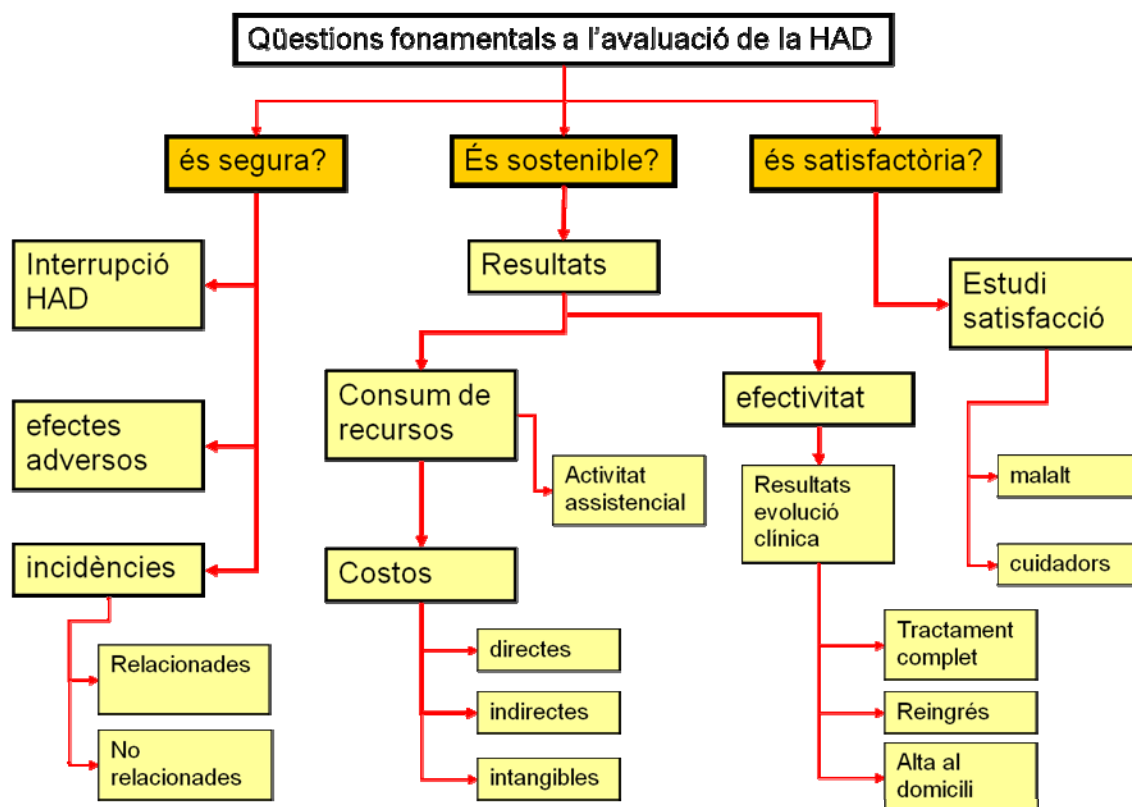 Qüestions fonamentals a l'avaluació de la HAD
és segura?
És sostenible?
és satisfactòria?
Interrupció
HAD
efectes
adversos
incidències
Relacionades
No
relacionades
Resultats
Consum de
recursos
Activitat
assistencial
Costos
directes
indirectes
intangibles
efectivitat
Resultats
evolució
clínica
Tractament
complet
Reingrés
Alta al
domicili
Estudi
satisfacció
malalt
cuidadors